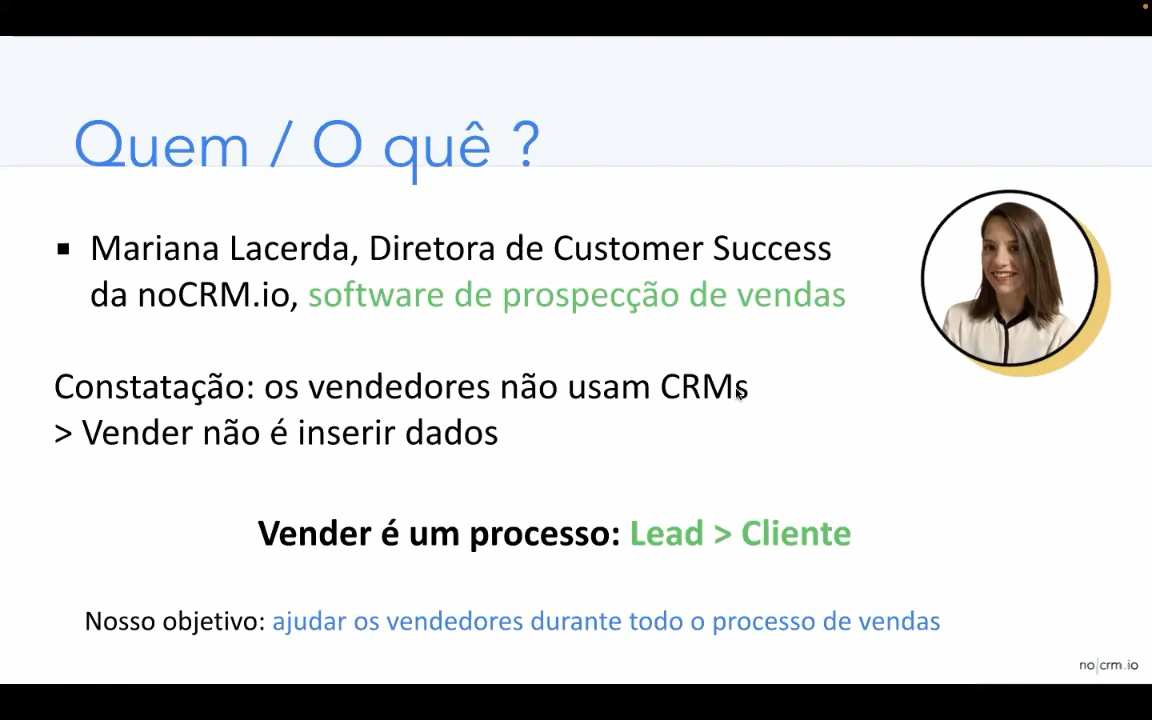 Quem / O quê ?
▪ Mariana Lacerda, Diretora de Customer Success
da noCRM.io, software de prospecção de vendas
Constatação: os vendedores não usam CRMs
> Vender não é inserir dados
Vender é um processo: Lead > Cliente
Nosso objetivo: ajudar os vendedores durante todo o processo de vendas
no|crm.io